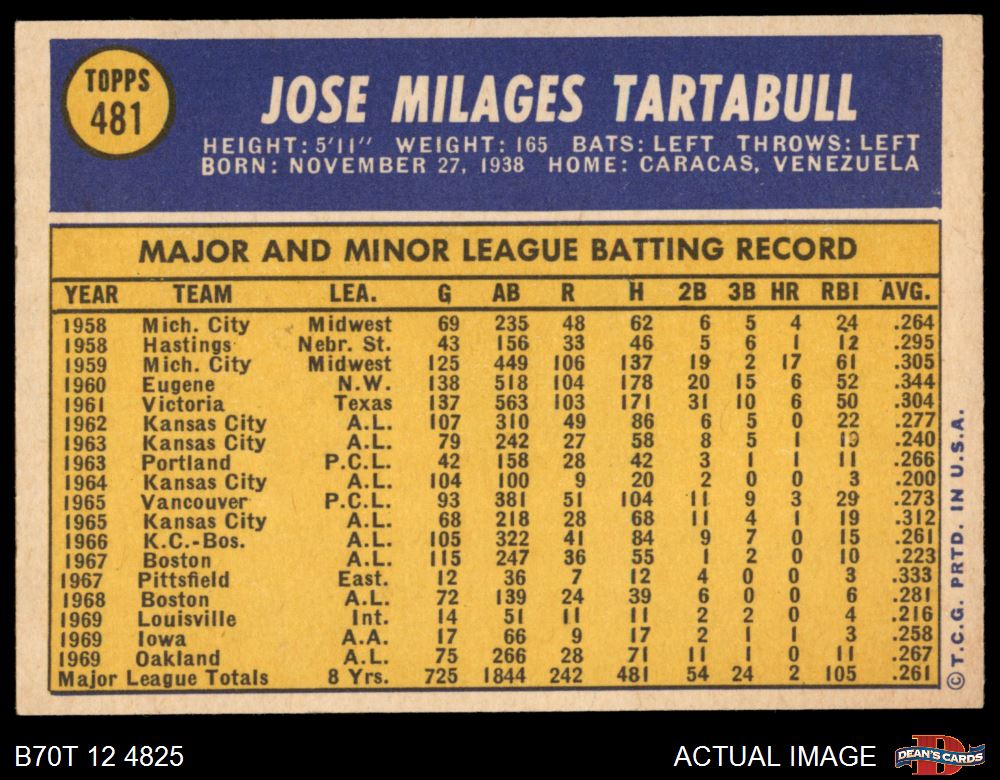 TOPPS
481
JOSE MILAGES TARTABULL
HEIGHT: 5'11" WEIGHT: 165 BATS: LEFT THROWS: LEFT
BORN: NOVEMBER 27, 1938 HOME: CARACAS, VENEZUELA
MAJOR AND MINOR LEAGUE BATTING RECORD
YEAR TEAM LEA. G AB R H 2B 3B HR RBI AVG.
1958 Mich. City Midwest 69 235 48 62 6 5 4 24 .264
1958 Hastings Nebr. St. 43 156 33 46 5 6 1 12 .295
1959 Mich. City Midwest 125 449 106 137 19 2 17 61 .305
1960 Eugene N.W. 138 518 104 178 20 15 6 52 .344
1961 Victoria Texas 137 563 103 171 31 10 6 50 .304
1962 Kansas City A.L. 107 310 49 86 6 5 0 22 .277
1963 Kansas City A.L. 79 242 27 58 8 5 1 19 .240
1963 Portland P.C.L. 42 158 28 42 3 1 1 11 .266
1964 Kansas City A.L. 104 100 9 20 2 0 0 3 .200
1965 Vancouver P.C.L. 93 381 51 104 11 9 3 29 .273
1965 Kansas City A.L. 68 218 28 68 11 4 1 19 .312
1966 K.C.-Bos. A.L. 105 322 41 84 9 7 0 15 .261
1967 Boston A.L. 115 247 36 55 1 2 0 10 .223
1967 Pittsfield East. 12 36 7 12 4 0 0 3 .333
1968 Boston A.L. 72 139 24 39 6 0 0 6 .281
1969 Louisville Int. 14 51 11 11 2 2 0 4 .216
1969 Iowa A.A. 17 66 9 17 2 1 1 3 .258
1969 Oakland A.L. 75 266 28 71 11 1 0 11 .267
Major League Totals 8 Yrs. 725 1844 242 481 54 24 2 105 .261
©T.C.G. PRTD. IN U.S.A.
B70T 12 4825
ACTUAL IMAGE
DEAN'S CARDS